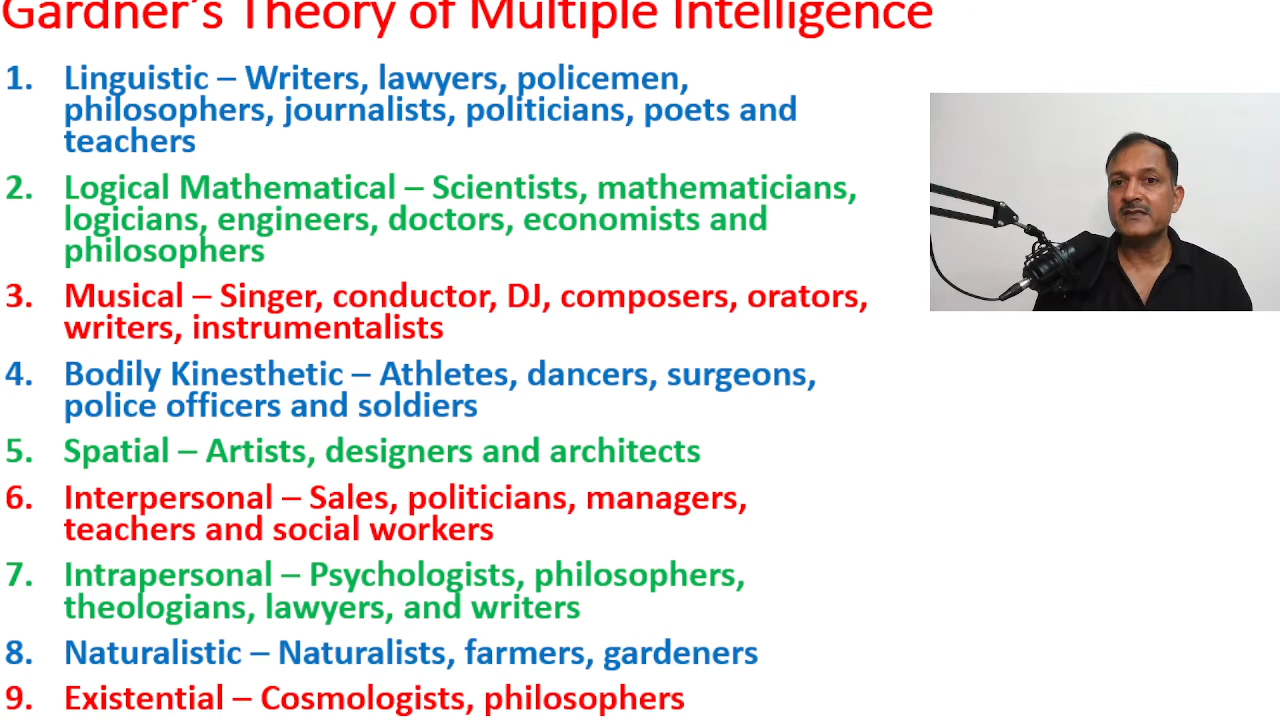 Gardner's Theory of Multiple Intelligence
1. Linguistic – Writers, lawyers, policemen,
philosophers, journalists, politicians, poets and
teachers
2. Logical Mathematical – Scientists, mathematicians,
logicians, engineers, doctors, economists and
philosophers
3. Musical – Singer, conductor, DJ, composers, orators,
writers, instrumentalists
4. Bodily Kinesthetic – Athletes, dancers, surgeons,
police officers and soldiers
5. Spatial – Artists, designers and architects
6. Interpersonal – Sales, politicians, managers,
teachers and social workers
7. Intrapersonal – Psychologists, philosophers,
theologians, lawyers, and writers
8. Naturalistic – Naturalists, farmers, gardeners
9. Existential – Cosmologists, philosophers